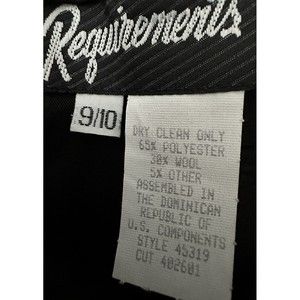 Requirements
9/10
DRY CLEAN ONLY
65% POLYESTER
30% WOOL
5% OTHER
ASSEMBLED IN
THE DOMINICAN
REPUBLIC OF
U.S. COMPONENTS
STYLE 45319
CUT 402601